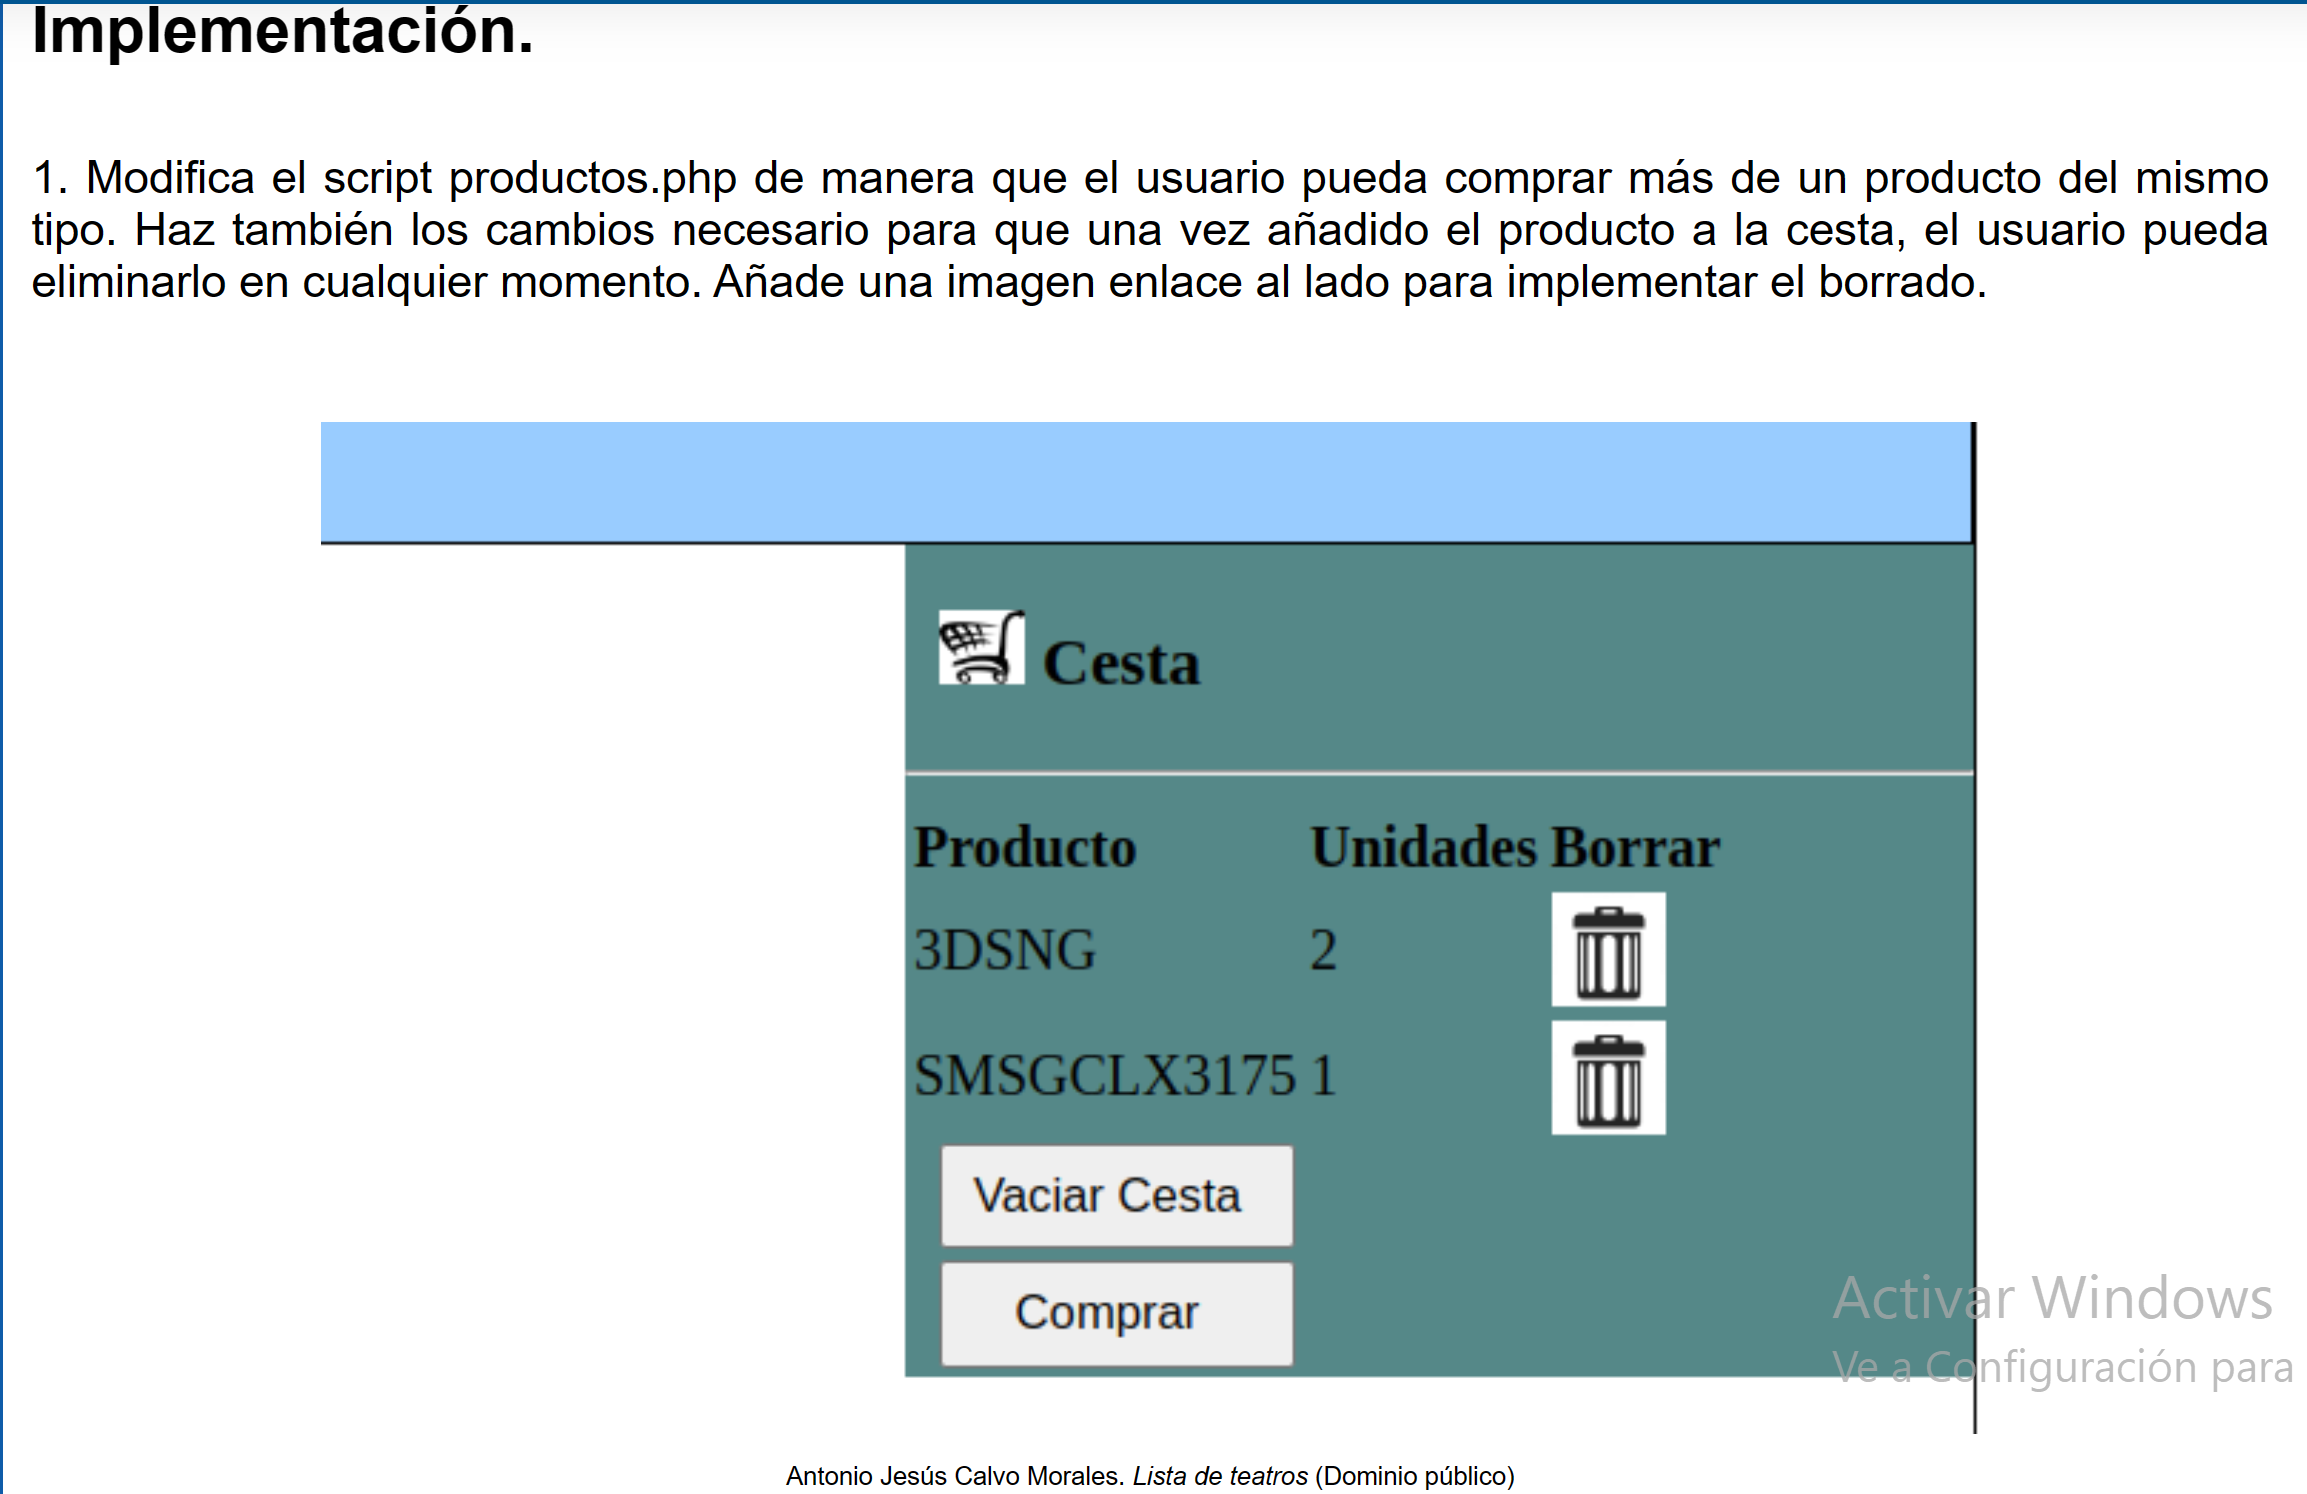 Implementación.
1. Modifica el script productos.php de manera que el usuario pueda comprar más de un producto del mismo
tipo. Haz también los cambios necesario para que una vez añadido el producto a la cesta, el usuario pueda
eliminarlo en cualquier momento. Añade una imagen enlace al lado para implementar el borrado.
Cesta
Producto Unidades Borrar
3DSNG 2
SMSGCLX3175 1
Vaciar Cesta
Comprar
Activar Windows
Ve a Configuración para
Antonio Jesús Calvo Morales. Lista de teatros (Dominio público)